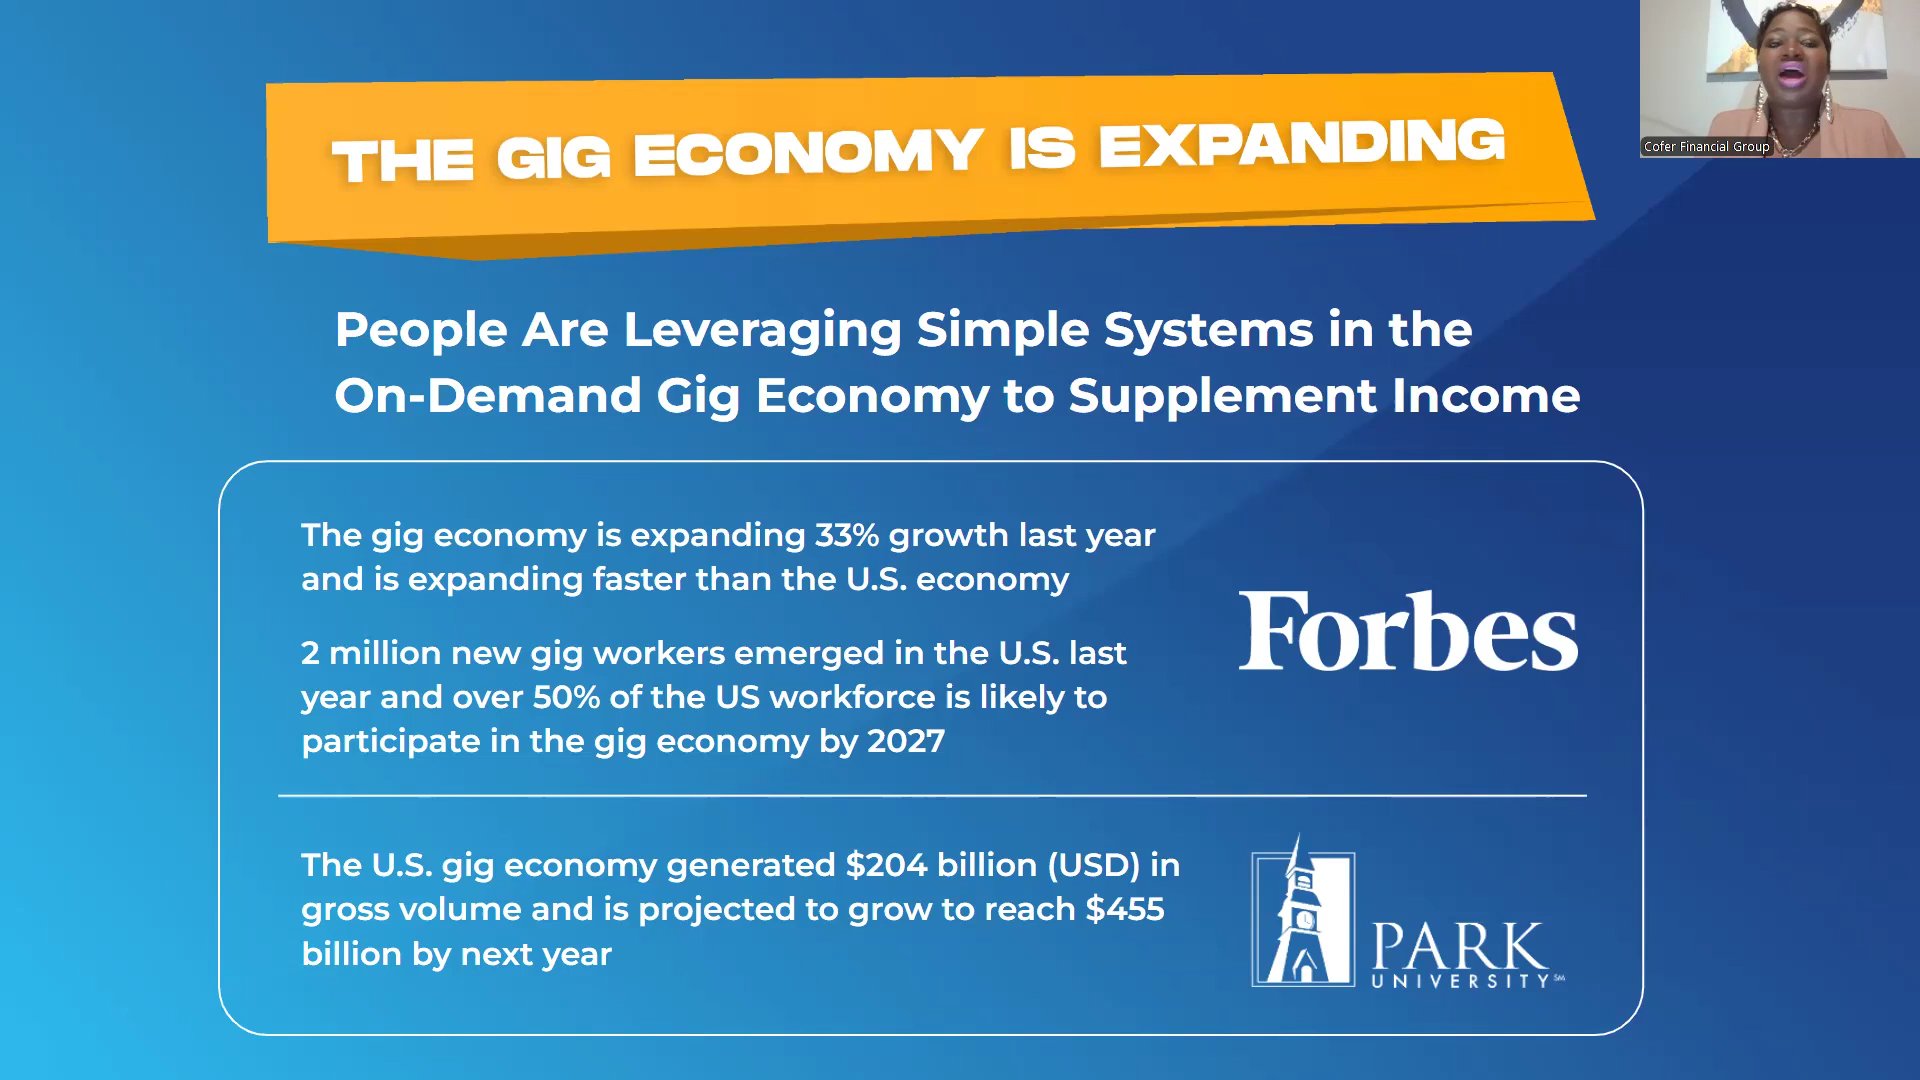 THE GIG ECONOMY IS EXPANDING
Cofer Financial Group
People Are Leveraging Simple Systems in the
On-Demand Gig Economy to Supplement Income
The gig economy is expanding 33% growth last year
and is expanding faster than the U.S. economy
2 million new gig workers emerged in the U.S. last
year and over 50% of the US workforce is likely to
participate in the gig economy by 2027
Forbes
The U.S. gig economy generated $204 billion (USD) in
gross volume and is projected to grow to reach $455
billion by next year
PARK
UNIVERSITY℠